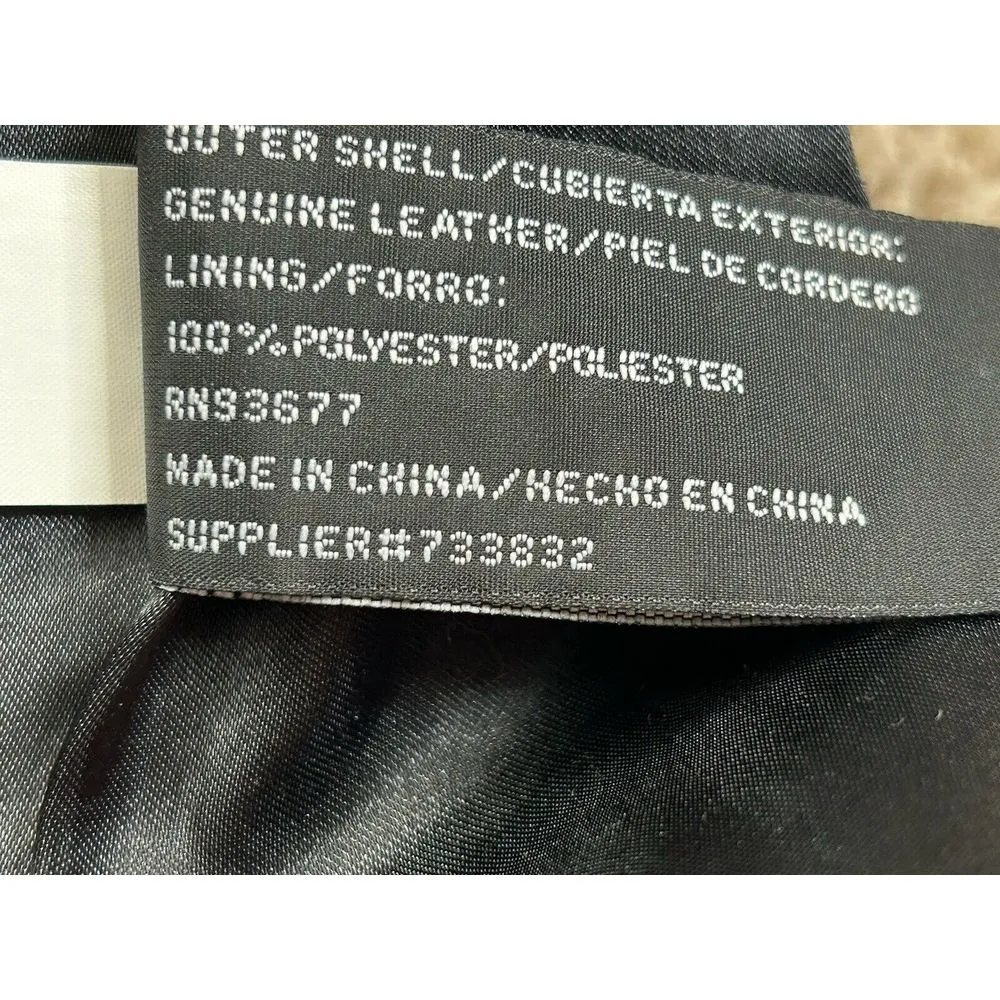 OUTER SHELL/CUBIERTA EXTERIOR:
GENUINE LEATHER/PIEL DE CORDERO
LINING/FORRO:
100%POLYESTER/POLIESTER
RN93677
MADE IN CHINA/HECHO EN CHINA
SUPPLIER#733832